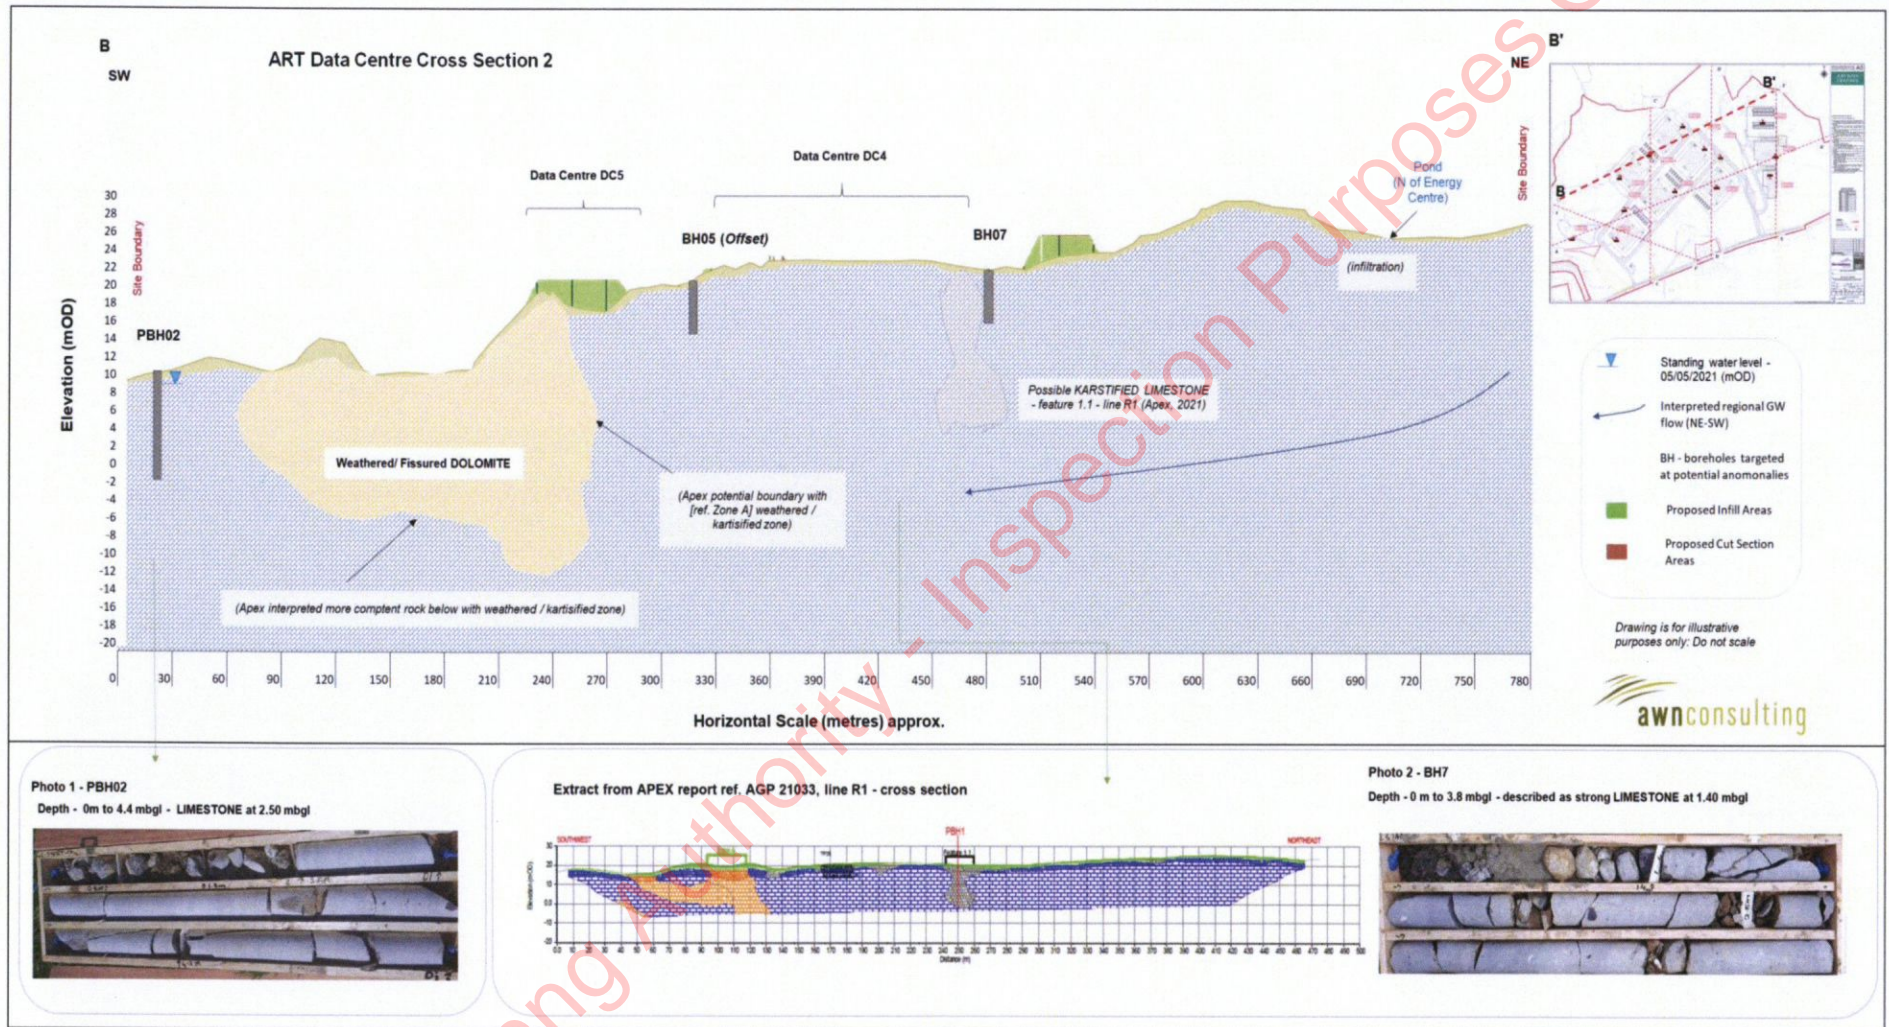 B
SW
ART Data Centre Cross Section 2
B'
NE
Data Centre DC5
Data Centre DC4
Pond
(N of Energy
Centre)
Site Boundary
Site Boundary
BH05 (Offset)
BH07
PBH02
(infiltration)
Elevation (mOD)
30
28
26
24
22
20
18
16
14
12
10
8
6
4
2
0
-2
-4
-6
-8
-10
-12
-14
-16
-18
-20
Possible KARSTIFIED LIMESTONE
- feature 1.1 - line R1 (Apex, 2021)
Weathered/ Fissured DOLOMITE
(Apex potential boundary with
[ref. Zone A] weathered /
kartisified zone)
(Apex interpreted more comptent rock below with weathered / kartisified zone)
0 30 60 90 120 150 180 210 240 270 300 330 360 390 420 450 480 510 540 570 600 630 660 690 720 750 780
Horizontal Scale (metres) approx.
B
B'
Standing water level -
05/05/2021 (mOD)
Interpreted regional GW
flow (NE-SW)
BH - boreholes targeted
at potential anomonalies
Proposed Infill Areas
Proposed Cut Section
Areas
Drawing is for illustrative
purposes only: Do not scale
awnconsulting
Photo 1 - PBH02
Depth - 0m to 4.4 mbgl - LIMESTONE at 2.50 mbgl
Extract from APEX report ref. AGP 21033, line R1 - cross section
SOUTHWEST
PBH1
NORTHEAST
Elevation (mOD)
Distance (m)
Photo 2 - BH7
Depth - 0 m to 3.8 mbgl - described as strong LIMESTONE at 1.40 mbgl
Authority - Inspection Purposes